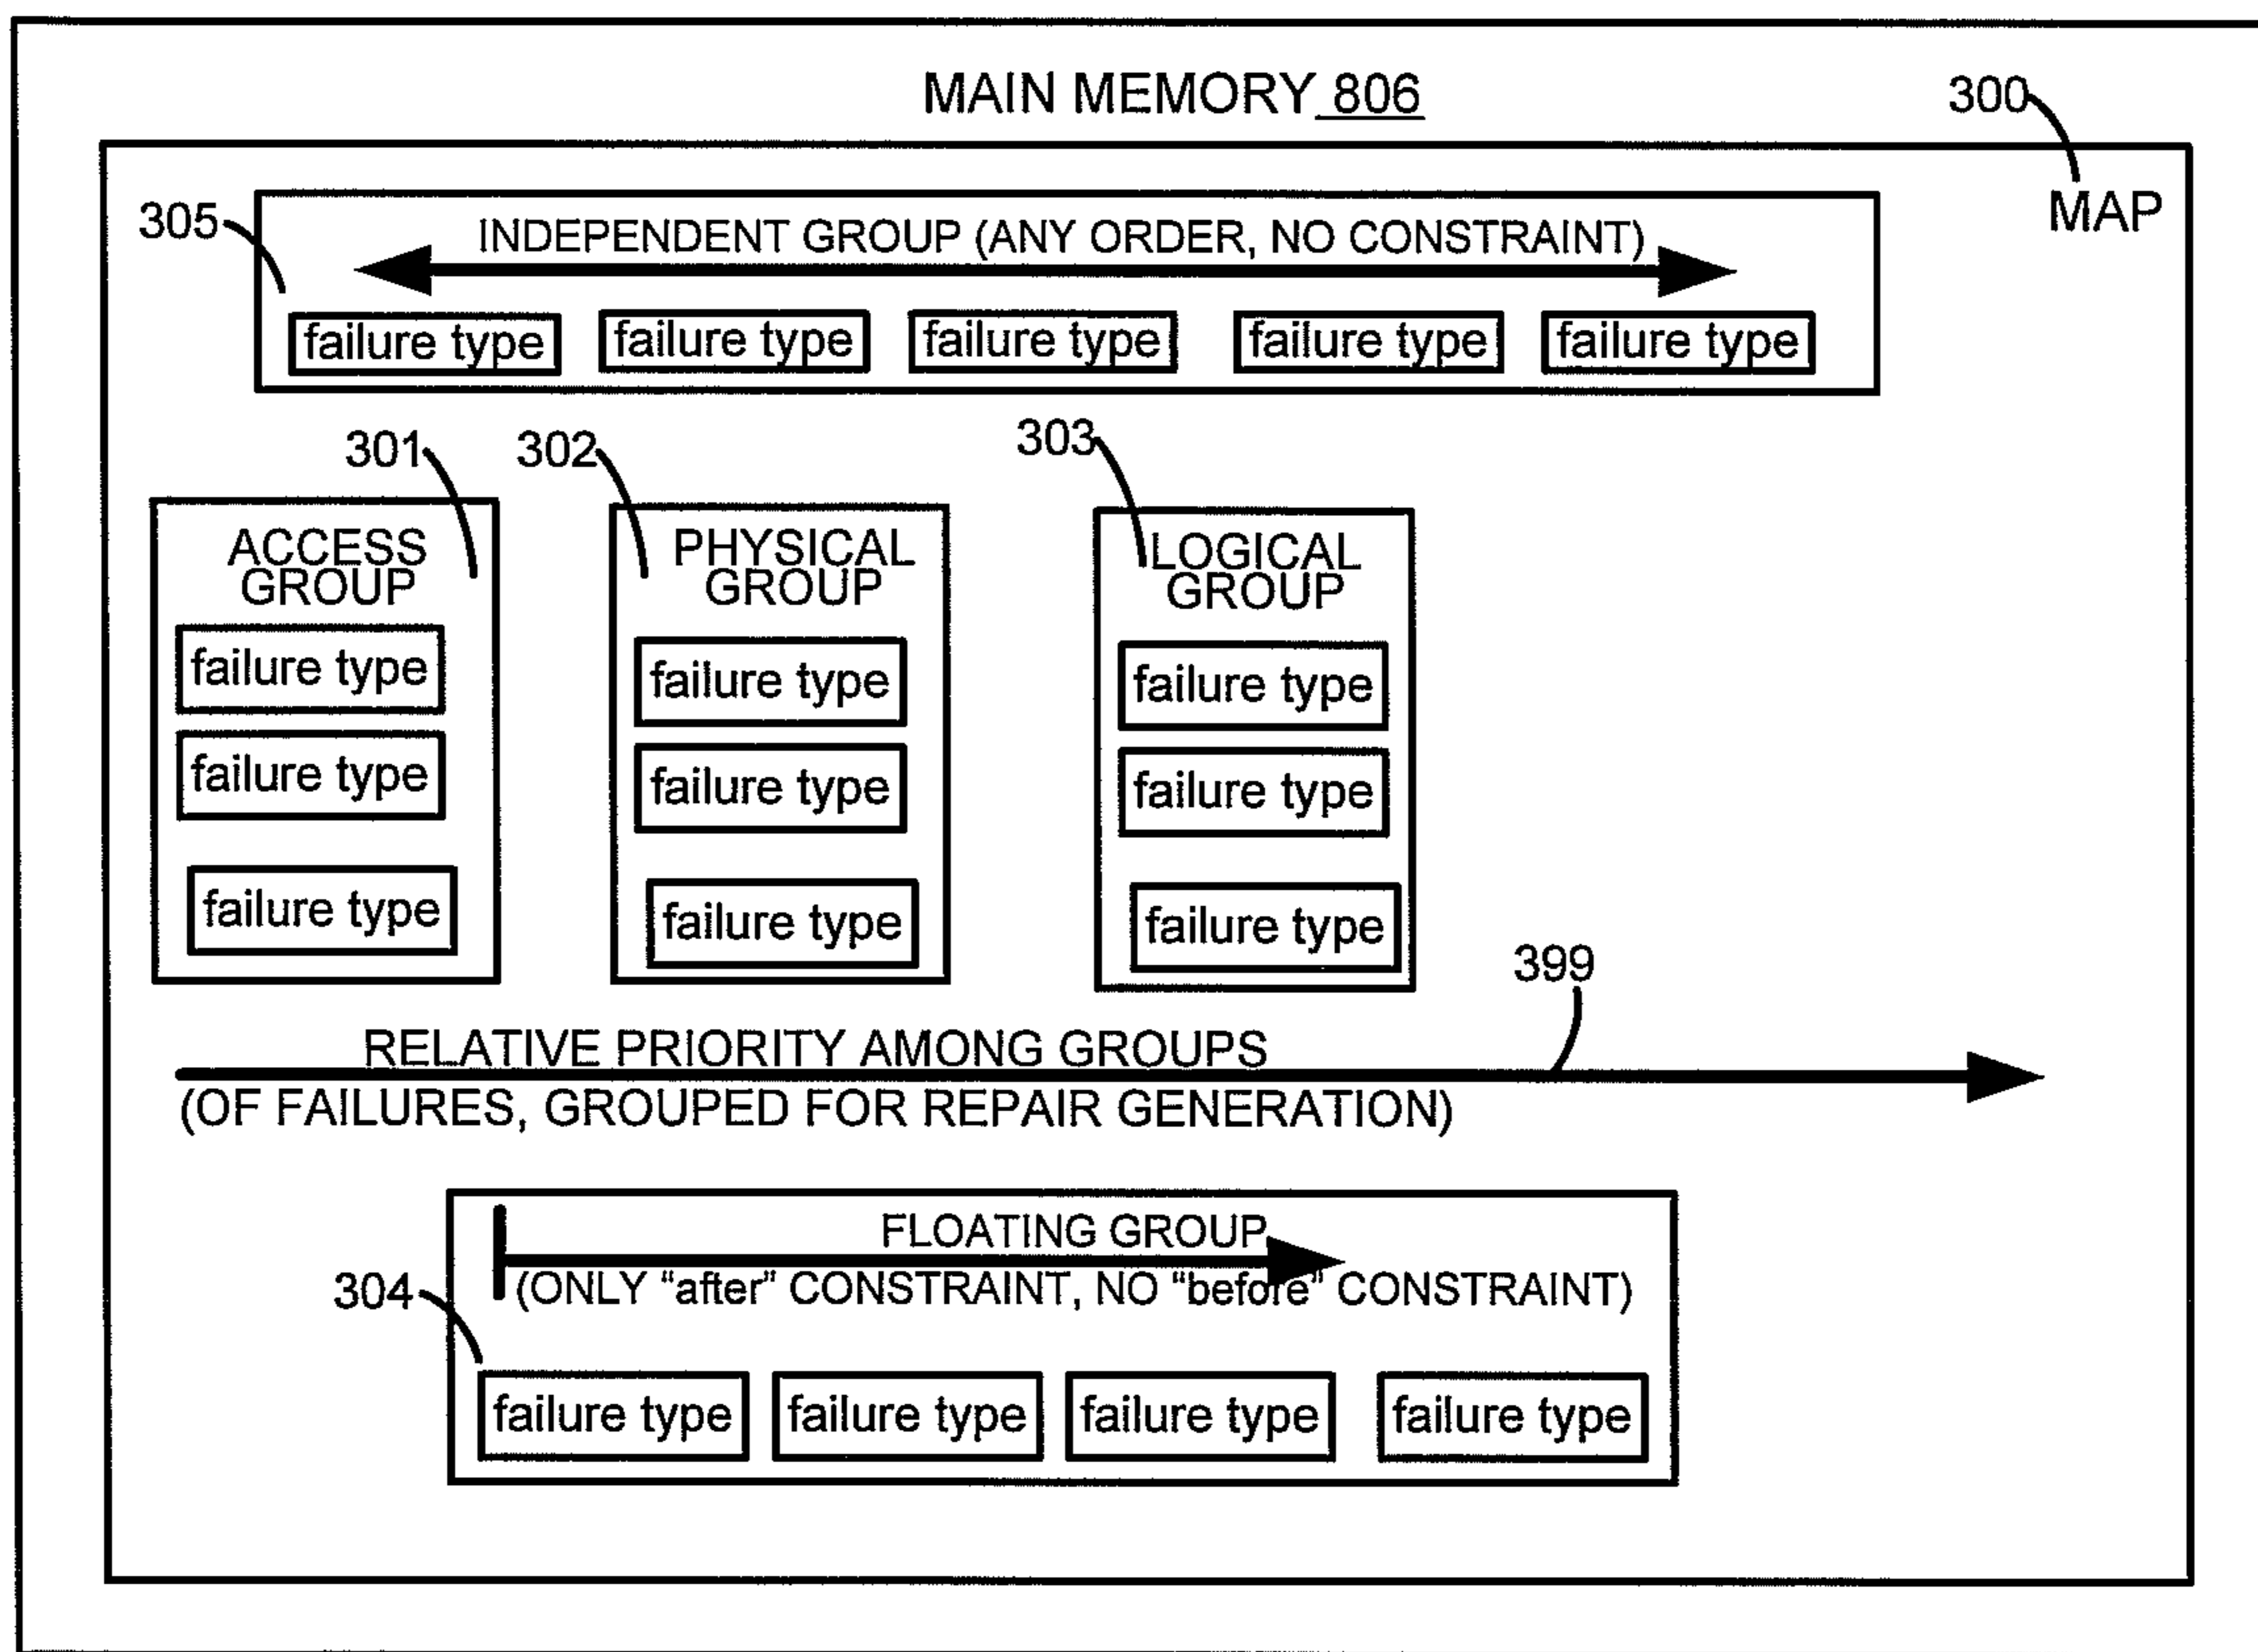 MAIN MEMORY 806
300
MAP
305
INDEPENDENT GROUP (ANY ORDER, NO CONSTRAINT)
failure type failure type failure type failure type failure type
301 302 303
ACCESS
GROUP
failure type
failure type
failure type
PHYSICAL
GROUP
failure type
failure type
failure type
LOGICAL
GROUP
failure type
failure type
failure type
399
RELATIVE PRIORITY AMONG GROUPS
(OF FAILURES, GROUPED FOR REPAIR GENERATION)
FLOATING GROUP
304
(ONLY “after” CONSTRAINT, NO “before” CONSTRAINT)
failure type failure type failure type failure type